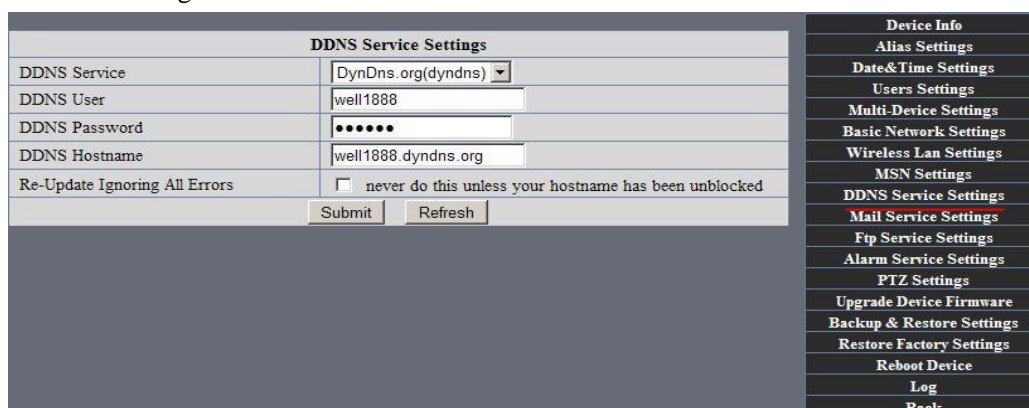 DDNS Service Settings
DDNS Service DynDns.org(dyndns)
DDNS User well1888
DDNS Password ●●●●●●
DDNS Hostname well1888.dyndns.org
Re-Update Ignoring All Errors never do this unless your hostname has been unblocked
Submit Refresh
Device Info
Alias Settings
Date&Time Settings
Users Settings
Multi-Device Settings
Basic Network Settings
Wireless Lan Settings
MSN Settings
DDNS Service Settings
Mail Service Settings
Ftp Service Settings
Alarm Service Settings
PTZ Settings
Upgrade Device Firmware
Backup & Restore Settings
Restore Factory Settings
Reboot Device
Log
Back